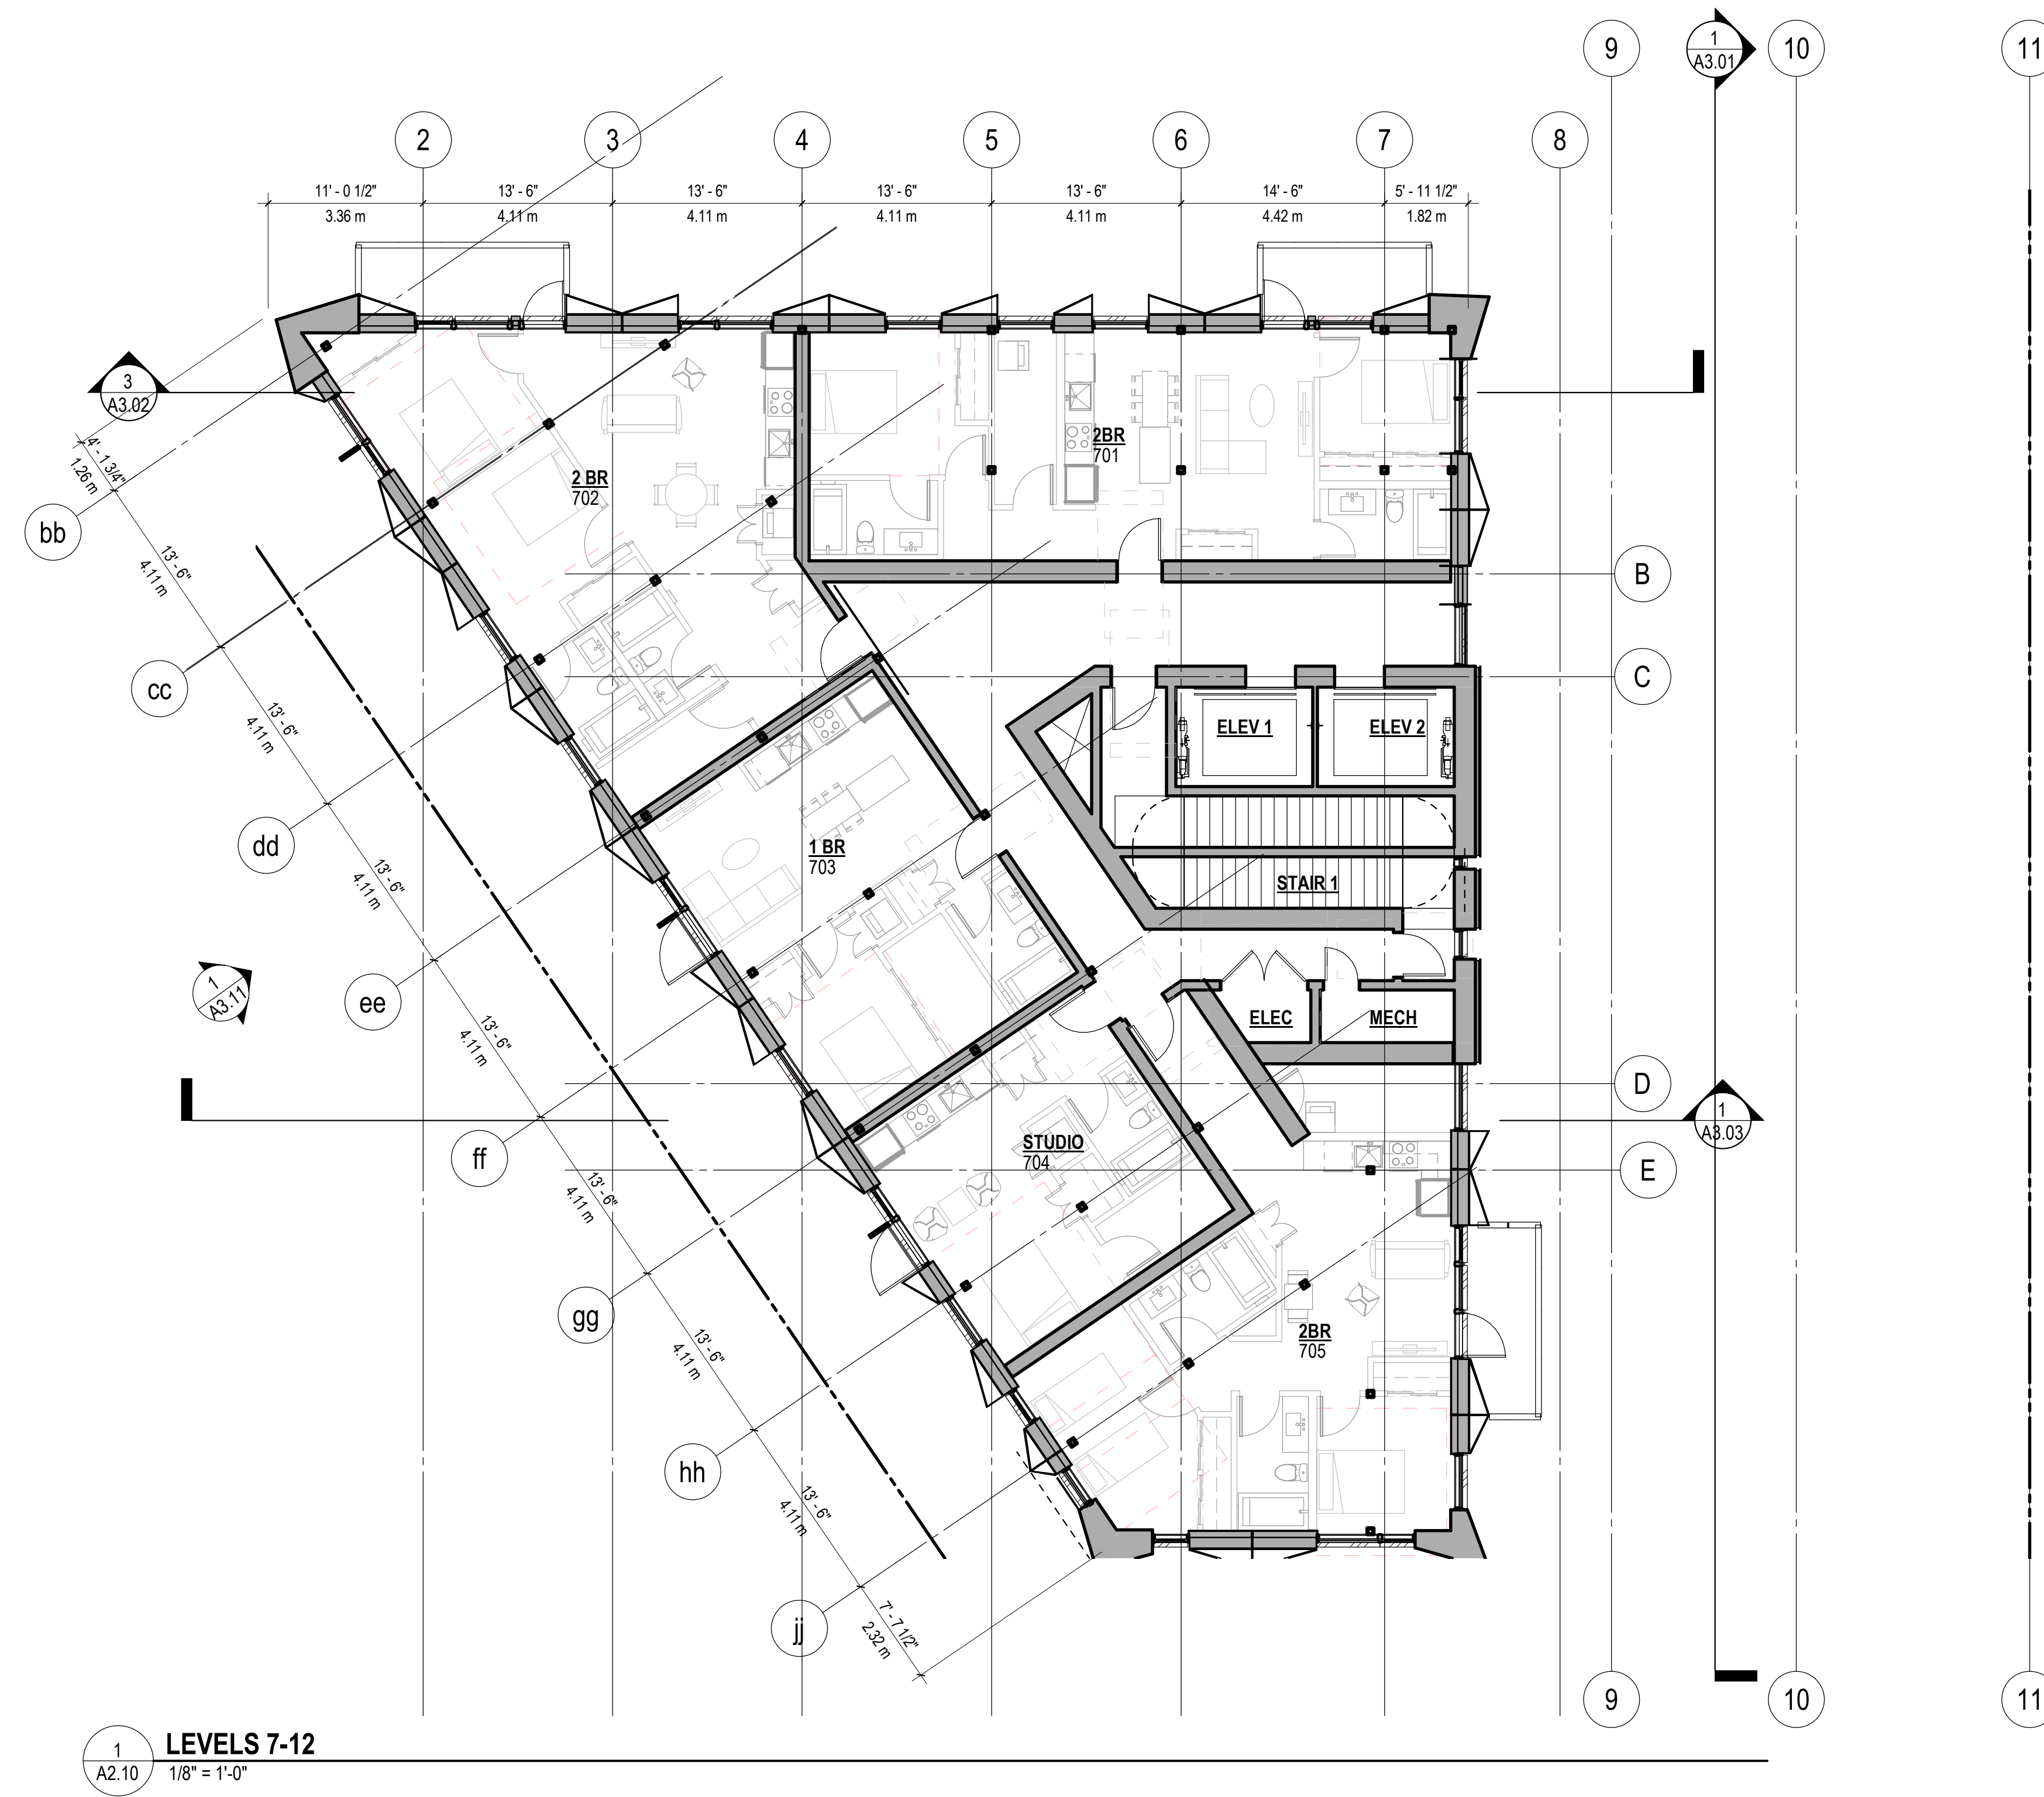 9
1
A3.01
10
11
2
3
4
5
6
7
8
11' - 0 1/2"
13' - 6"
13' - 6"
13' - 6"
13' - 6"
14' - 6"
5' - 11 1/2"
3.36 m
4.11 m
4.11 m
4.11 m
4.11 m
4.42 m
1.82 m
3
A3.02
4' - 1 3/4"
1.26 m
bb
2BR
701
2 BR
702
13' - 6"
4.11 m
B
cc
C
13' - 6"
4.11 m
ELEV 1
ELEV 2
dd
1 BR
703
13' - 6"
4.11 m
STAIR 1
1
A3.11
ee
13' - 6"
4.11 m
ELEC
MECH
D
1
A3.03
ff
STUDIO
704
E
13' - 6"
4.11 m
gg
2BR
705
13' - 6"
4.11 m
hh
13' - 6"
4.11 m
jj
7' - 7 1/2"
2.32 m
9
10
11
1
A2.10
LEVELS 7-12
1/8" = 1'-0"